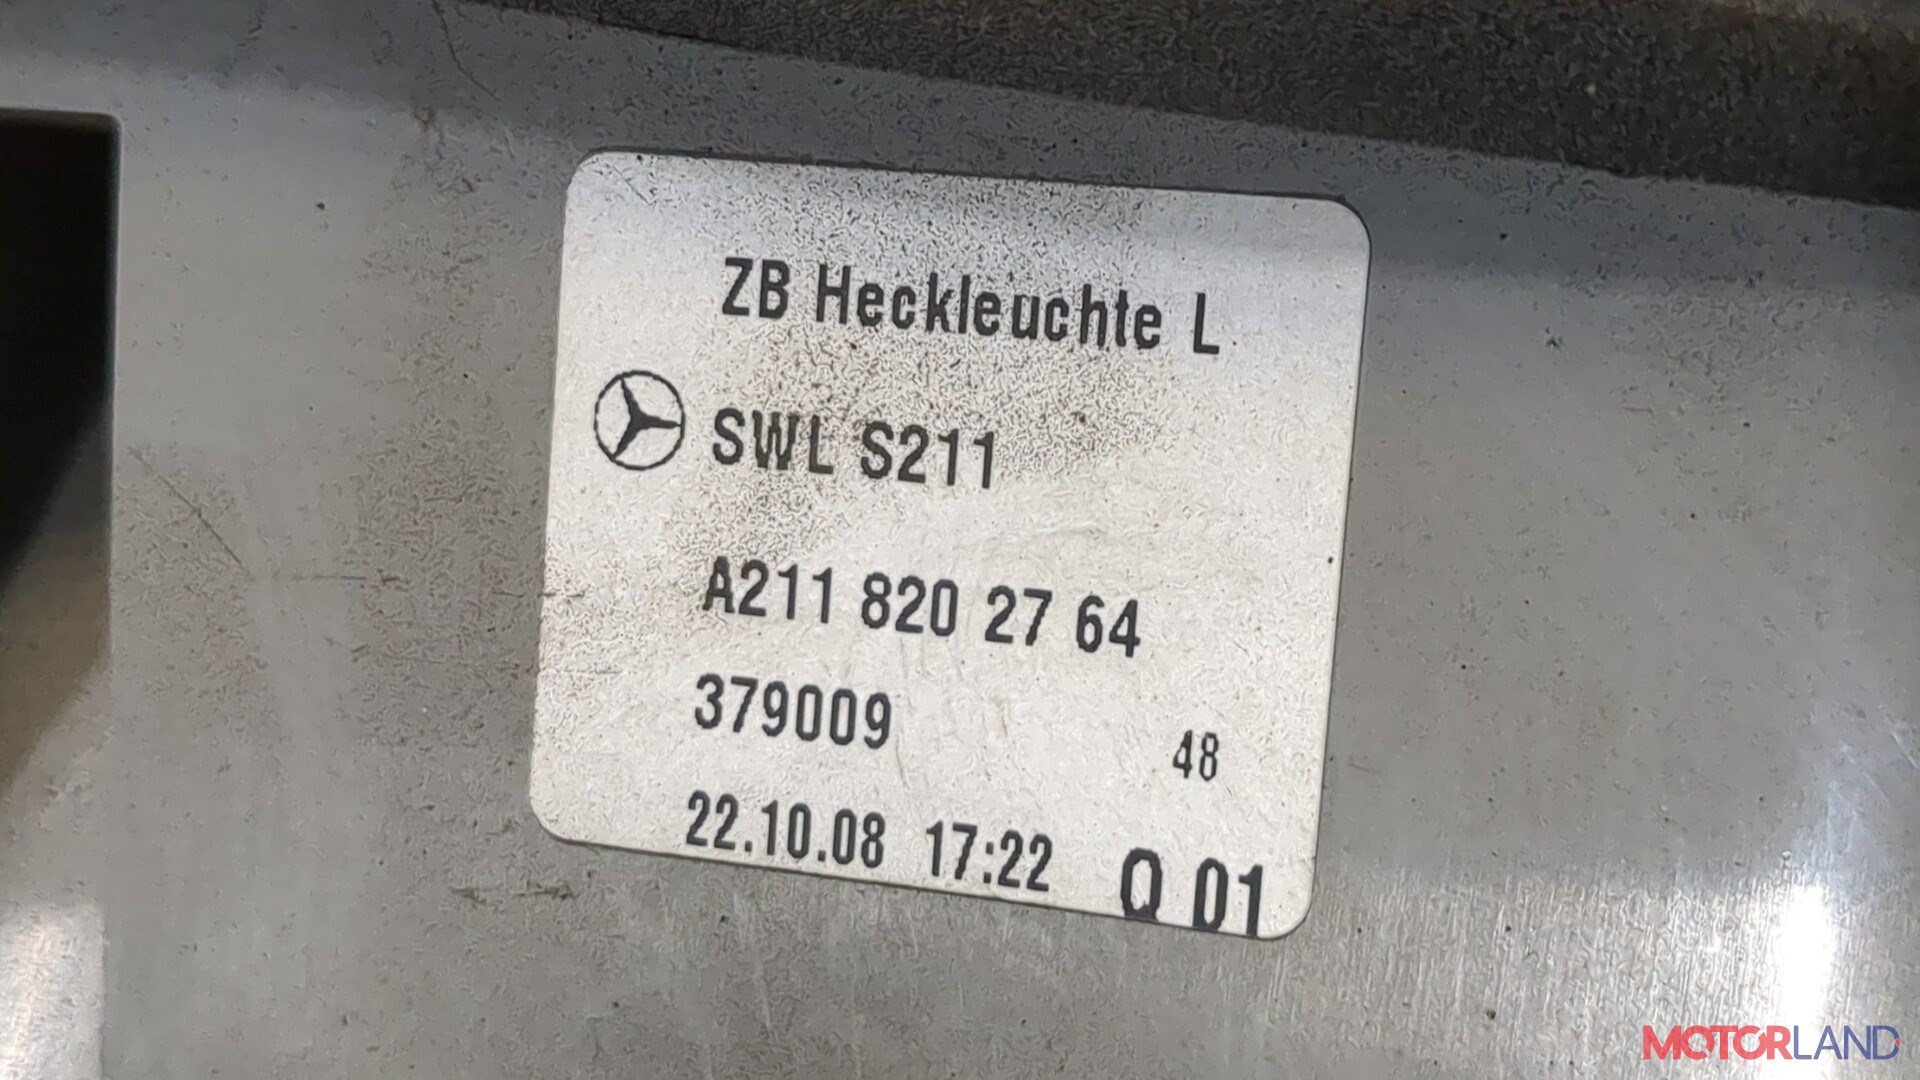 ZB Heckleuchte L
SWL S211
A211 820 27 64
379009 48
22.10.08 17:22 Q 01
MOTORLAND